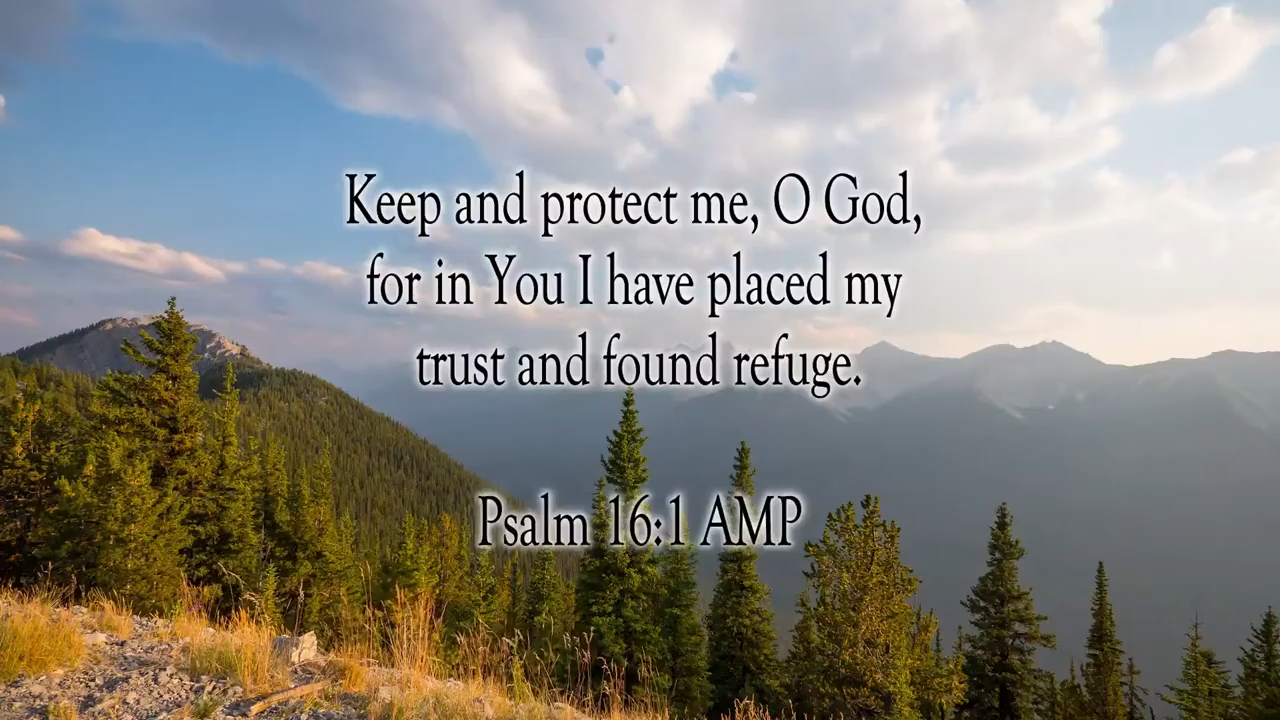 Keep and protect me, O God,
for in You I have placed my
trust and found refuge.
Psalm 16:1 AMP